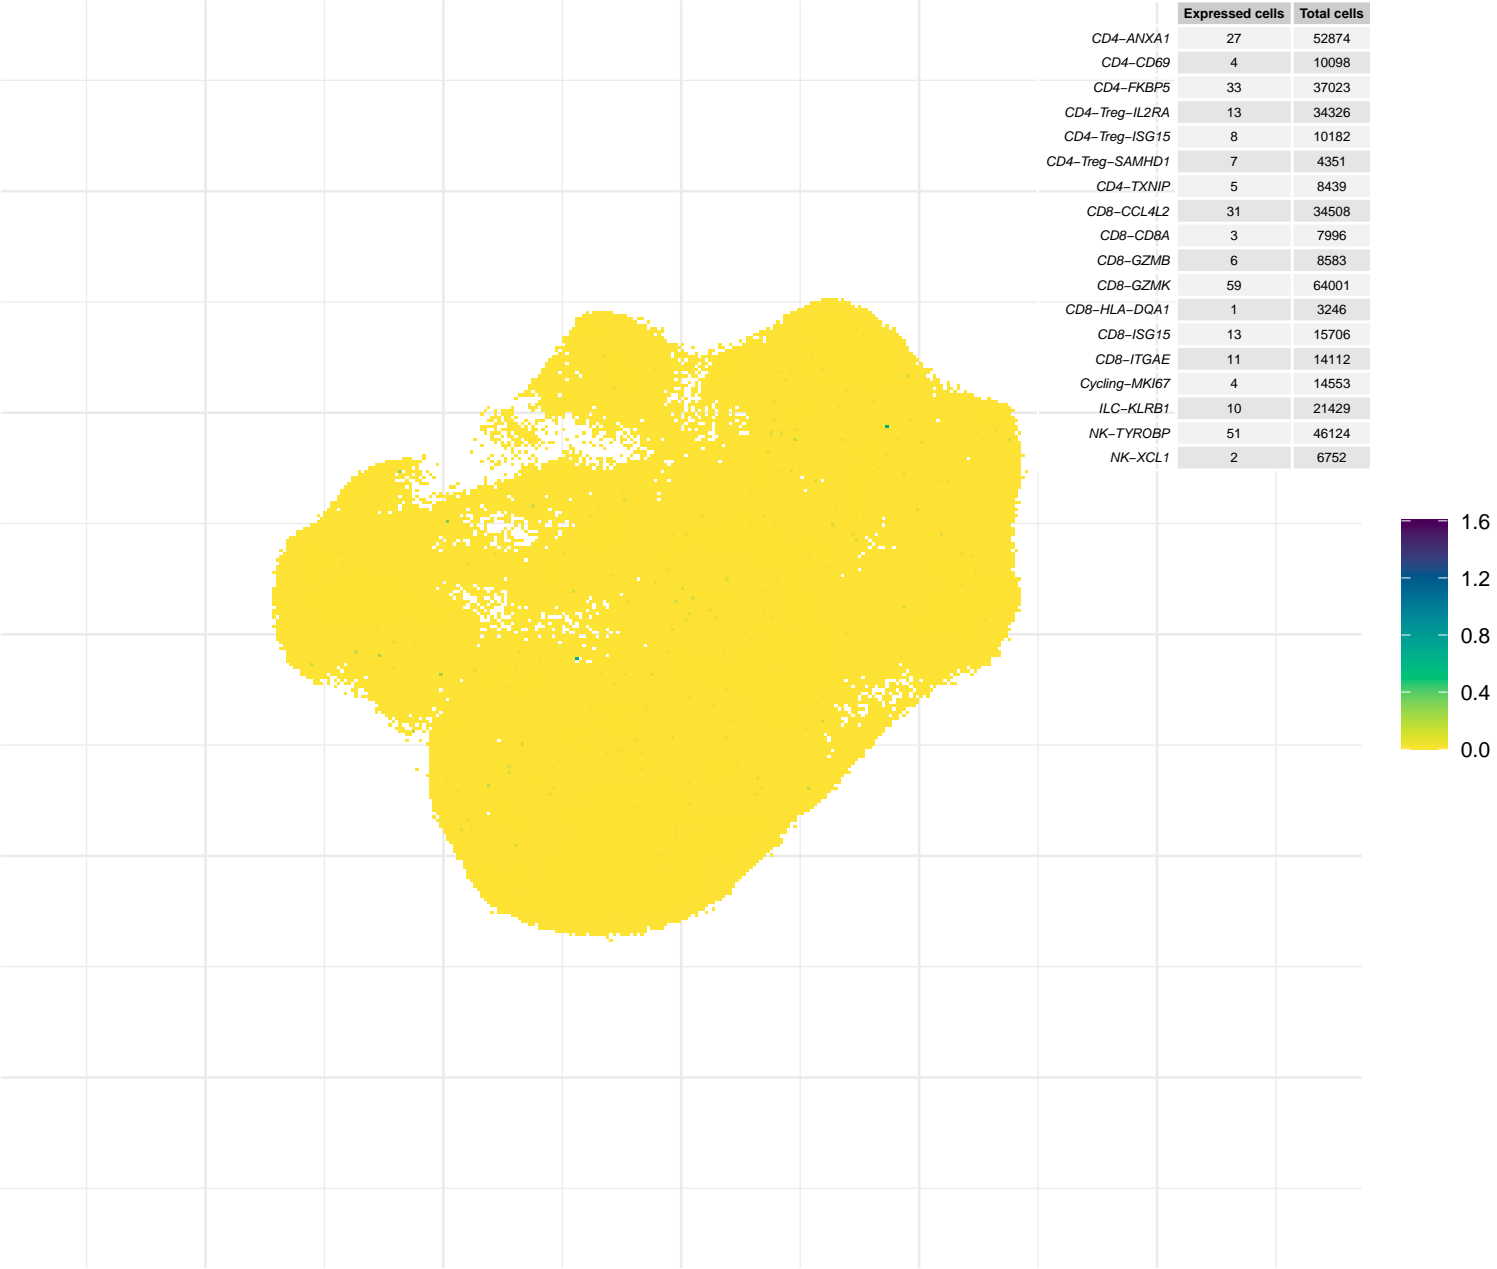 Expressed cells Total cells
CD4−ANXA1 27 52874
CD4−CD69 4 10098
CD4−FKBP5 33 37023
CD4−Treg−IL2RA 13 34326
CD4−Treg−ISG15 8 10182
CD4−Treg−SAMHD1 7 4351
CD4−TXNIP 5 8439
CD8−CCL4L2 31 34508
CD8−CD8A 3 7996
CD8−GZMB 6 8583
CD8−GZMK 59 64001
CD8−HLA−DQA1 1 3246
CD8−ISG15 13 15706
CD8−ITGAE 11 14112
Cycling−MKI67 4 14553
ILC−KLRB1 10 21429
NK−TYROBP 51 46124
NK−XCL1 2 6752
1.6
1.2
0.8
0.4
0.0